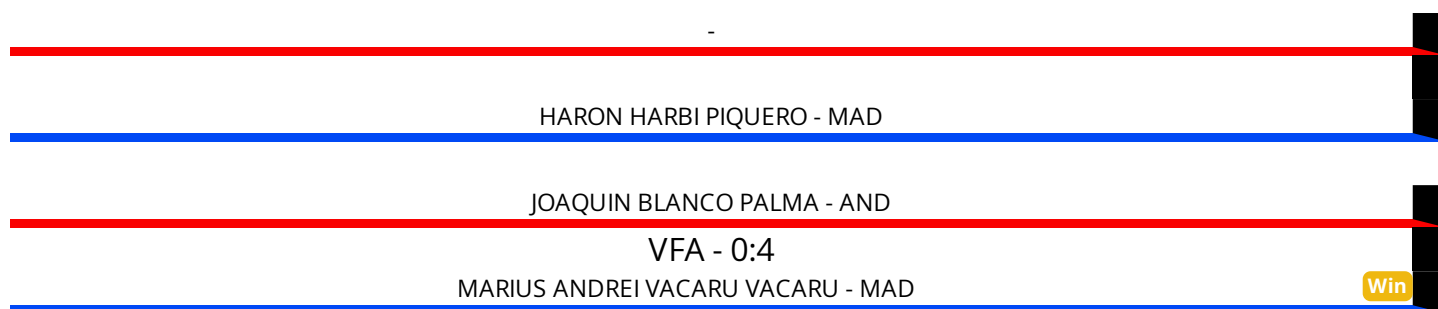 -
HARON HARBI PIQUERO - MAD
JOAQUIN BLANCO PALMA - AND
VFA - 0:4
MARIUS ANDREI VACARU VACARU - MAD
Win